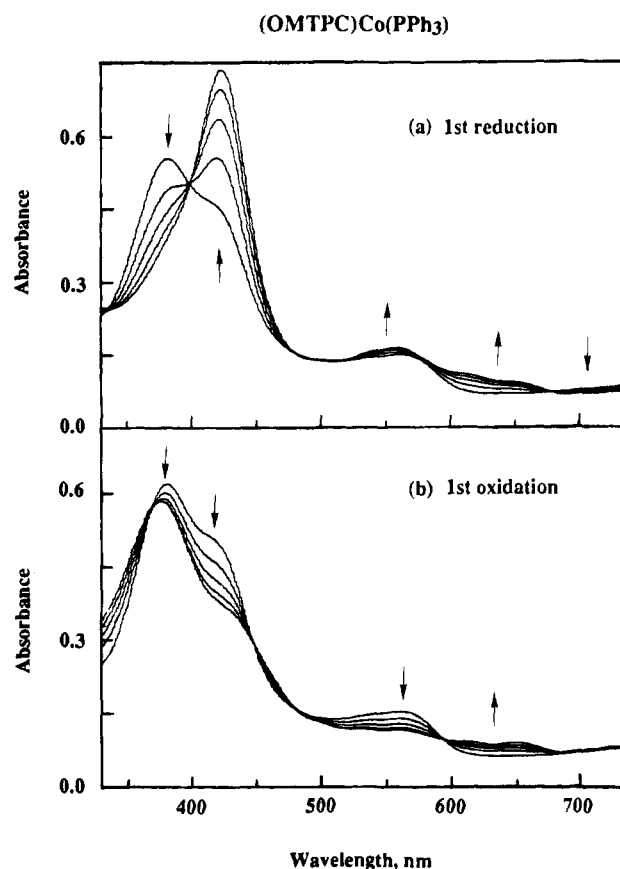 (OMTPC)Co(PPh3)
(a) 1st reduction
0.6
Absorbance
0.3
0.0
(b) 1st oxidation
0.6
Absorbance
0.3
0.0
400 500 600 700
Wavelength, nm